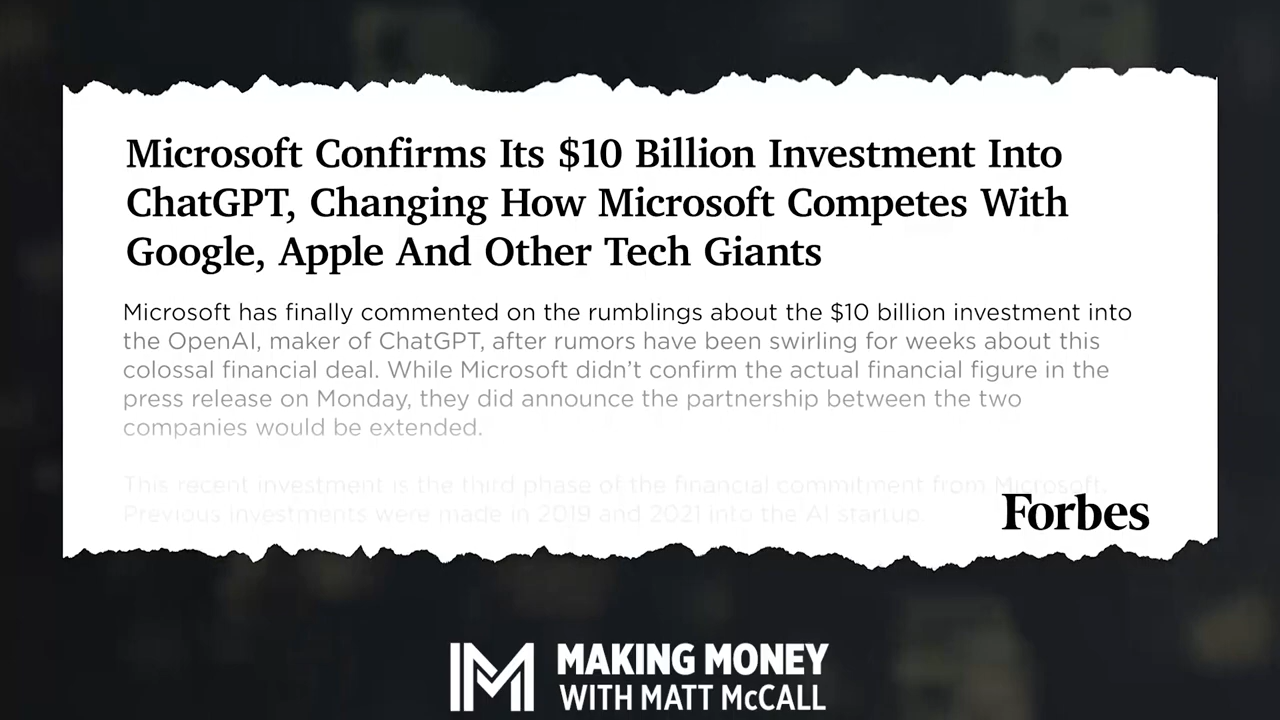 Microsoft Confirms Its $10 Billion Investment Into
ChatGPT, Changing How Microsoft Competes With
Google, Apple And Other Tech Giants
Microsoft has finally commented on the rumblings about the $10 billion investment into
the OpenAI, maker of ChatGPT, after rumors have been swirling for weeks about this
colossal financial deal. While Microsoft didn’t confirm the actual financial figure in the
press release on Monday, they did announce the partnership between the two
companies would be extended.
This recent investment is the third phase of the financial commitment from Microsoft.
Previous investments were made in 2019 and 2021 into the AI startup.
Forbes
MAKING MONEY
WITH MATT McCALL